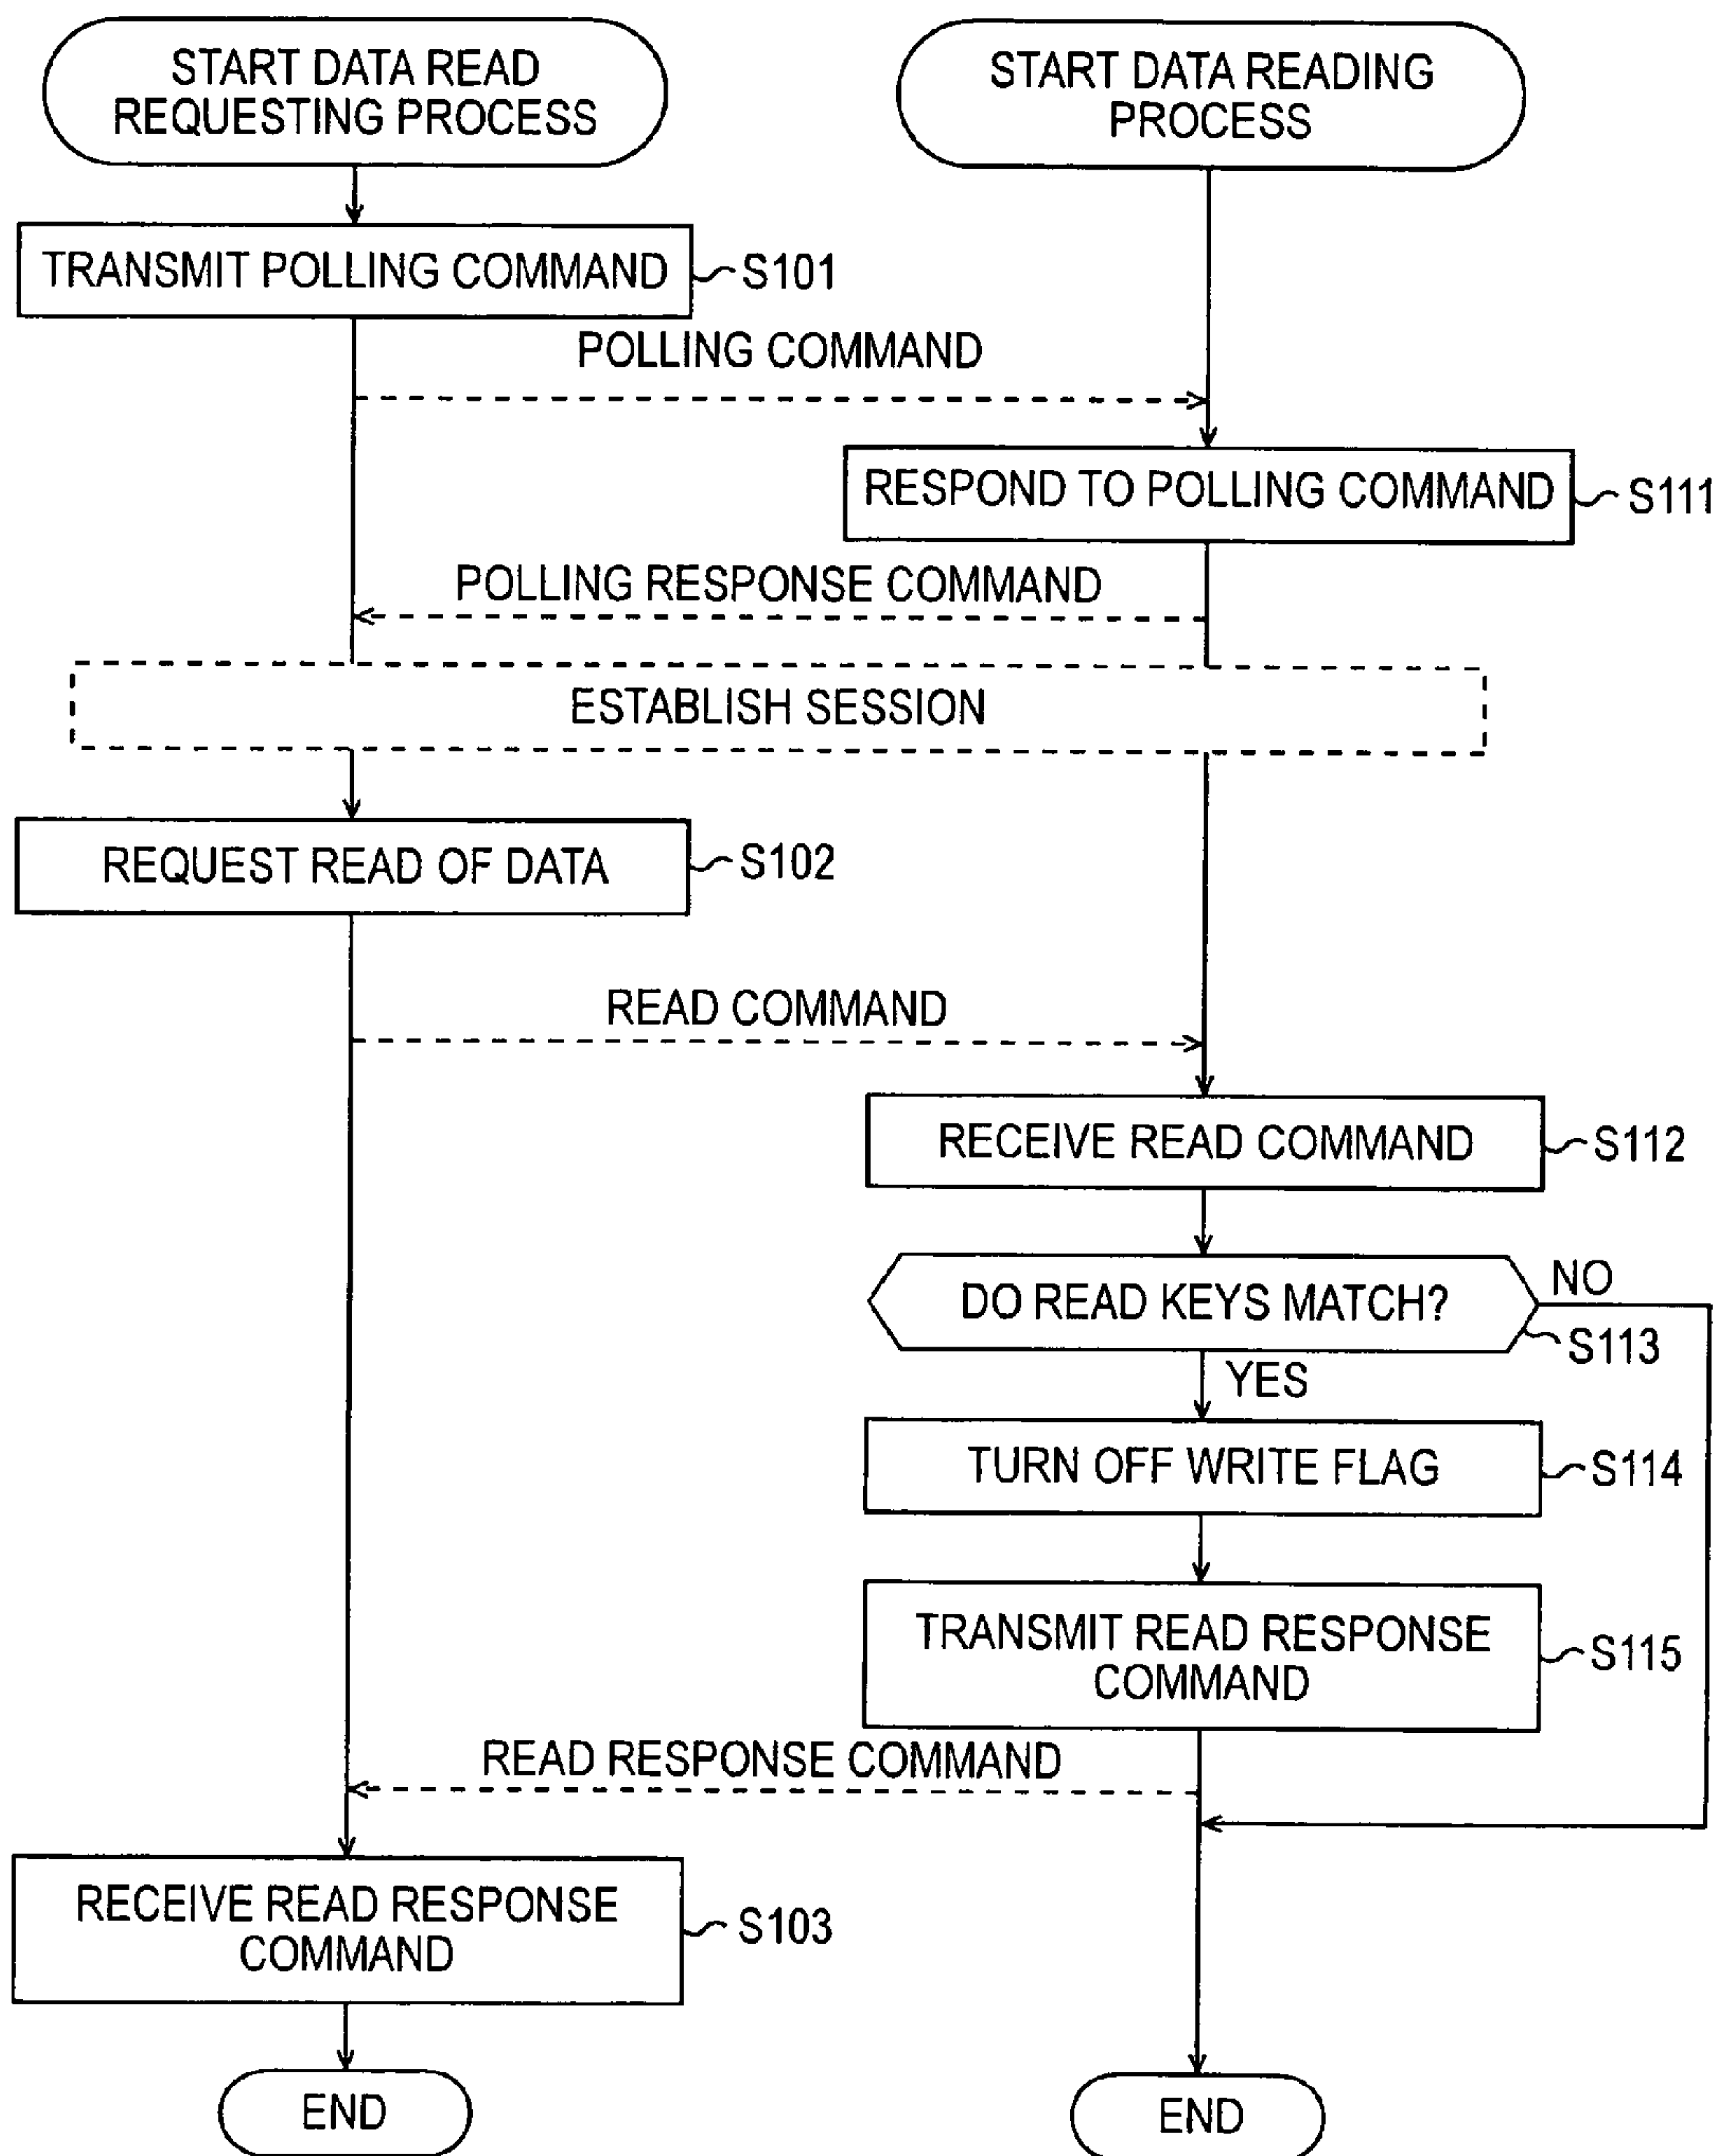 START DATA READ
REQUESTING PROCESS
START DATA READING
PROCESS
TRANSMIT POLLING COMMAND
S101
POLLING COMMAND
RESPOND TO POLLING COMMAND
S111
POLLING RESPONSE COMMAND
ESTABLISH SESSION
REQUEST READ OF DATA
S102
READ COMMAND
RECEIVE READ COMMAND
S112
DO READ KEYS MATCH?
NO
S113
YES
TURN OFF WRITE FLAG
S114
TRANSMIT READ RESPONSE
COMMAND
S115
READ RESPONSE COMMAND
RECEIVE READ RESPONSE
COMMAND
S103
END
END